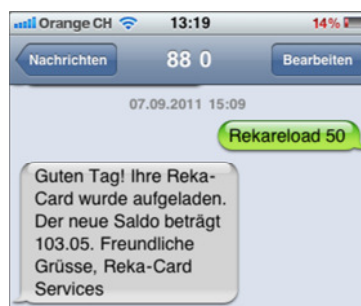 Orange CH 13:19 14%
Nachrichten 88 0 Bearbeiten
07.09.2011 15:09
Rekareload 50
Guten Tag! Ihre Reka-
Card wurde aufgeladen.
Der neue Saldo beträgt
103.05. Freundliche
Grüsse, Reka-Card
Services